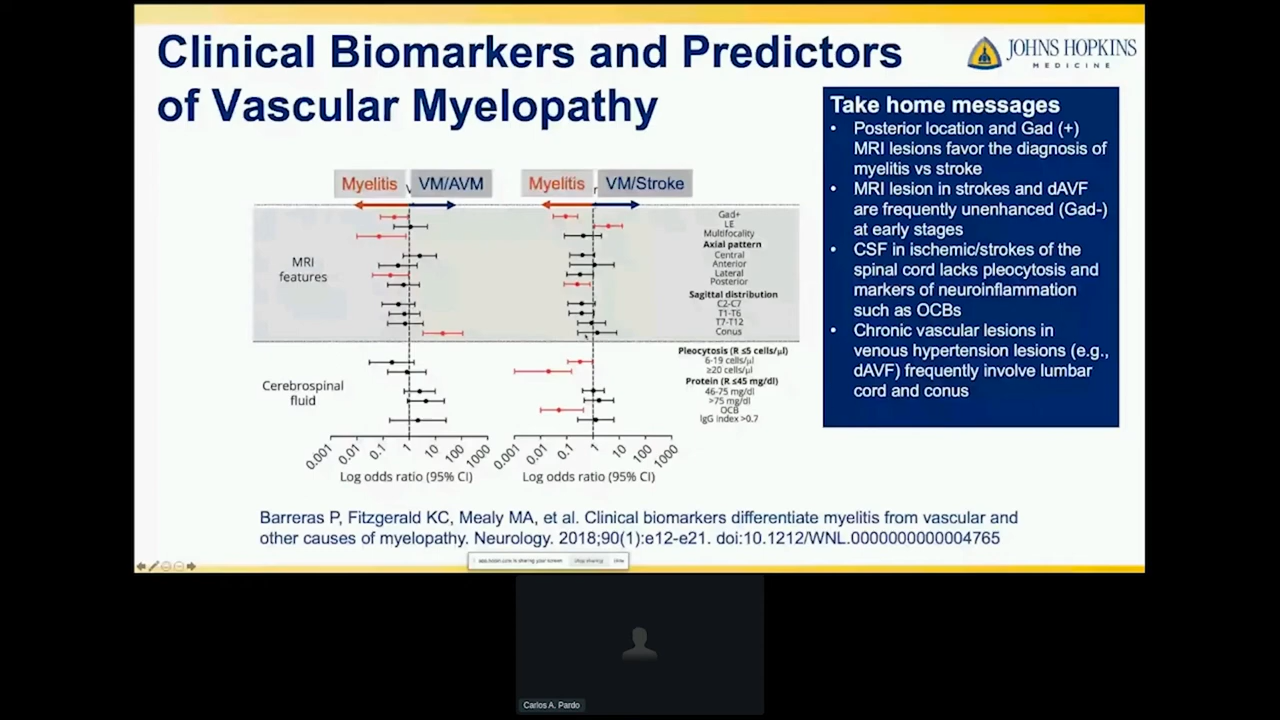 Clinical Biomarkers and Predictors
of Vascular Myelopathy
JOHNS HOPKINS
MEDICINE
Take home messages
• Posterior location and Gad (+)
MRI lesions favor the diagnosis of
myelitis vs stroke
• MRI lesion in strokes and dAVF
are frequently unenhanced (Gad-)
at early stages
• CSF in ischemic/strokes of the
spinal cord lacks pleocytosis and
markers of neuroinflammation
such as OCBs
• Chronic vascular lesions in
venous hypertension lesions (e.g.,
dAVF) frequently involve lumbar
cord and conus
Myelitis VM/AVM Myelitis VM/Stroke
MRI
features
Gad+
LE
Multifocality
Axial pattern
Central
Anterior
Lateral
Posterior
Sagittal distribution
C2-C7
T1-T6
T7-T12
Conus
Cerebrospinal
fluid
Pleocytosis (R ≤5 cells/µl)
6-19 cells/µl
≥20 cells/µl
Protein (R ≤45 mg/dl)
46-75 mg/dl
>75 mg/dl
OCB
IgG index >0.7
0.001 0.01 0.1 1 10 100 1000 0.001 0.01 0.1 1 10 100 1000
Log odds ratio (95% CI) Log odds ratio (95% CI)
Barreras P, Fitzgerald KC, Mealy MA, et al. Clinical biomarkers differentiate myelitis from vascular and
other causes of myelopathy. Neurology. 2018;90(1):e12-e21. doi:10.1212/WNL.0000000000004765
is sharing your screen. Stop sharing Hide
Carlos A. Pardo